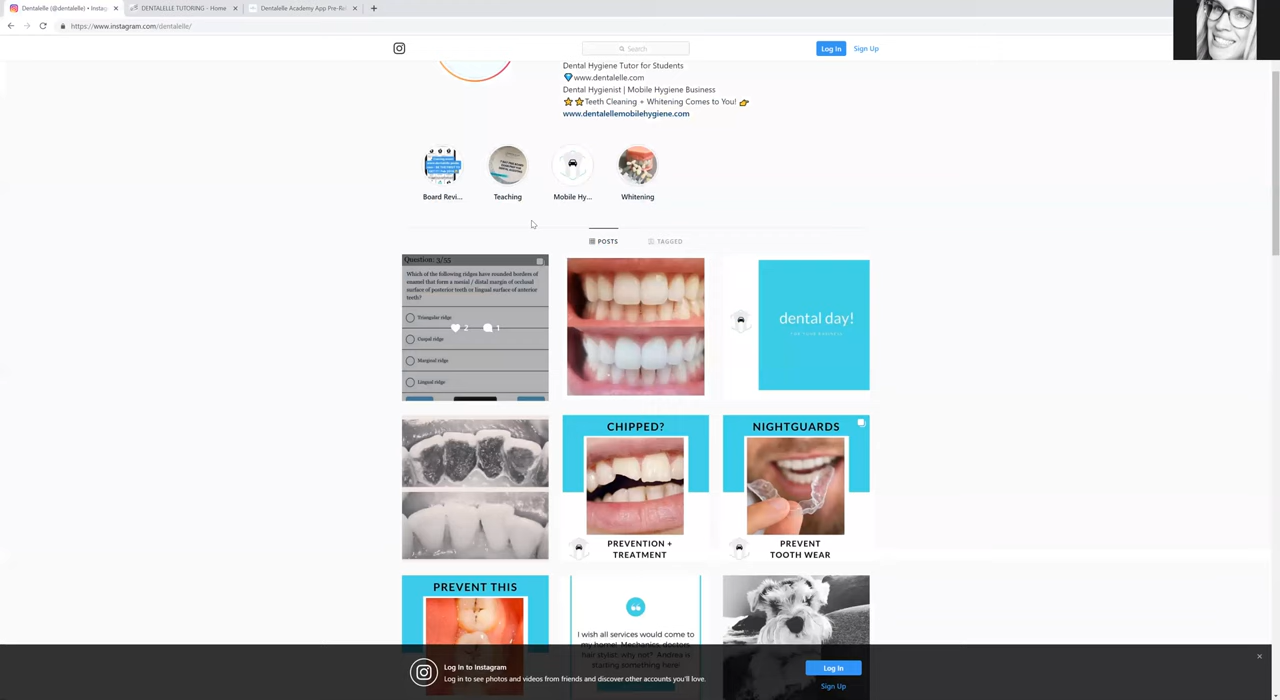 Dentalelle (@dentalelle) • Instag
DENTALELLE TUTORING - Home
Dentalelle Academy App Pre-Re
https://www.instagram.com/dentalelle/
Search
Log In
Sign Up
Dental Hygiene Tutor for Students
www.dentalelle.com
Dental Hygienist | Mobile Hygiene Business
Teeth Cleaning + Whitening Comes to You!
www.dentalellemobilehygiene.com
Board Revi...
Teaching
Mobile Hy...
Whitening
POSTS
TAGGED
Question: 3/55
Which of the following ridges have rounded borders of
enamel that form a mesial / distal margin of occlusal
surface of posterior teeth or lingual surface of anterior
teeth?
Triangular ridge
Cuspal ridge
Marginal ridge
Lingual ridge
2
1
dental day!
CHIPPED?
PREVENTION +
TREATMENT
NIGHTGUARDS
PREVENT
TOOTH WEAR
PREVENT THIS
I wish all services would come to
my home! Mechanics, doctors,
hair stylist, why not? Andrea is
starting something here!
Log In to Instagram
Log in to see photos and videos from friends and discover other accounts you'll love.
Log In
Sign Up